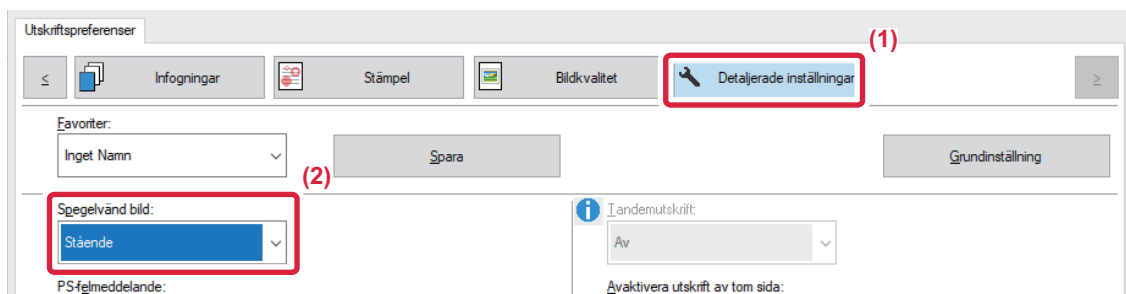 Utskriftspreferenser
(1)
<
Infogningar
Stämpel
Bildkvalitet
Detaljerade inställningar
>
Favoriter:
Inget Namn
Spara
Grundinställning
(2)
Spegelvänd bild:
Stående
Tandemutskrift:
Av
PS-felmeddelande:
Avaktivera utskrift av tom sida: